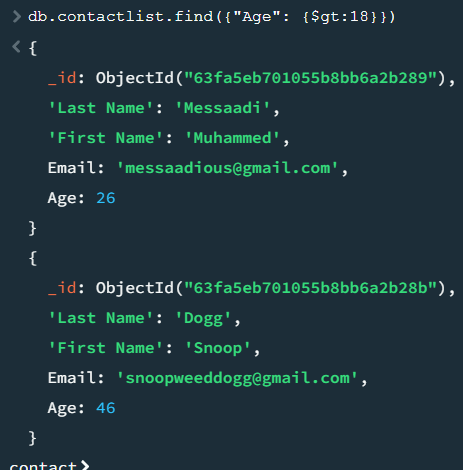 > db.contactlist.find({"Age": {$gt:18}})
< {
_id: ObjectId("63fa5eb701055b8bb6a2b289"),
'Last Name': 'Messaadi',
'First Name': 'Muhammed',
Email: 'messaadious@gmail.com',
Age: 26
}
{
_id: ObjectId("63fa5eb701055b8bb6a2b28b"),
'Last Name': 'Dogg',
'First Name': 'Snoop',
Email: 'snoopweeddogg@gmail.com',
Age: 46
}
contact>